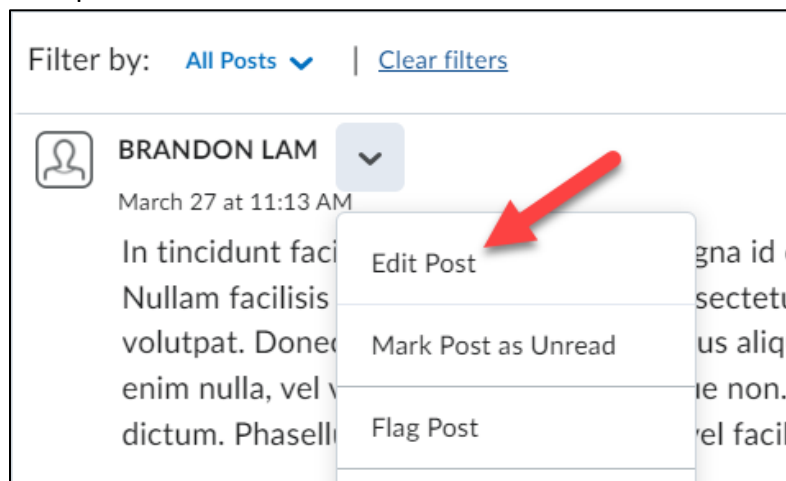 Filter by: All Posts | Clear filters
BRANDON LAM
March 27 at 11:13 AM
In tincidunt faci gna id
Edit Post
Nullam facilisis
volutpat. Donec us aliq
Mark Post as Unread
enim nulla, vel non.
dictum. Phasell vel facil
Flag Post